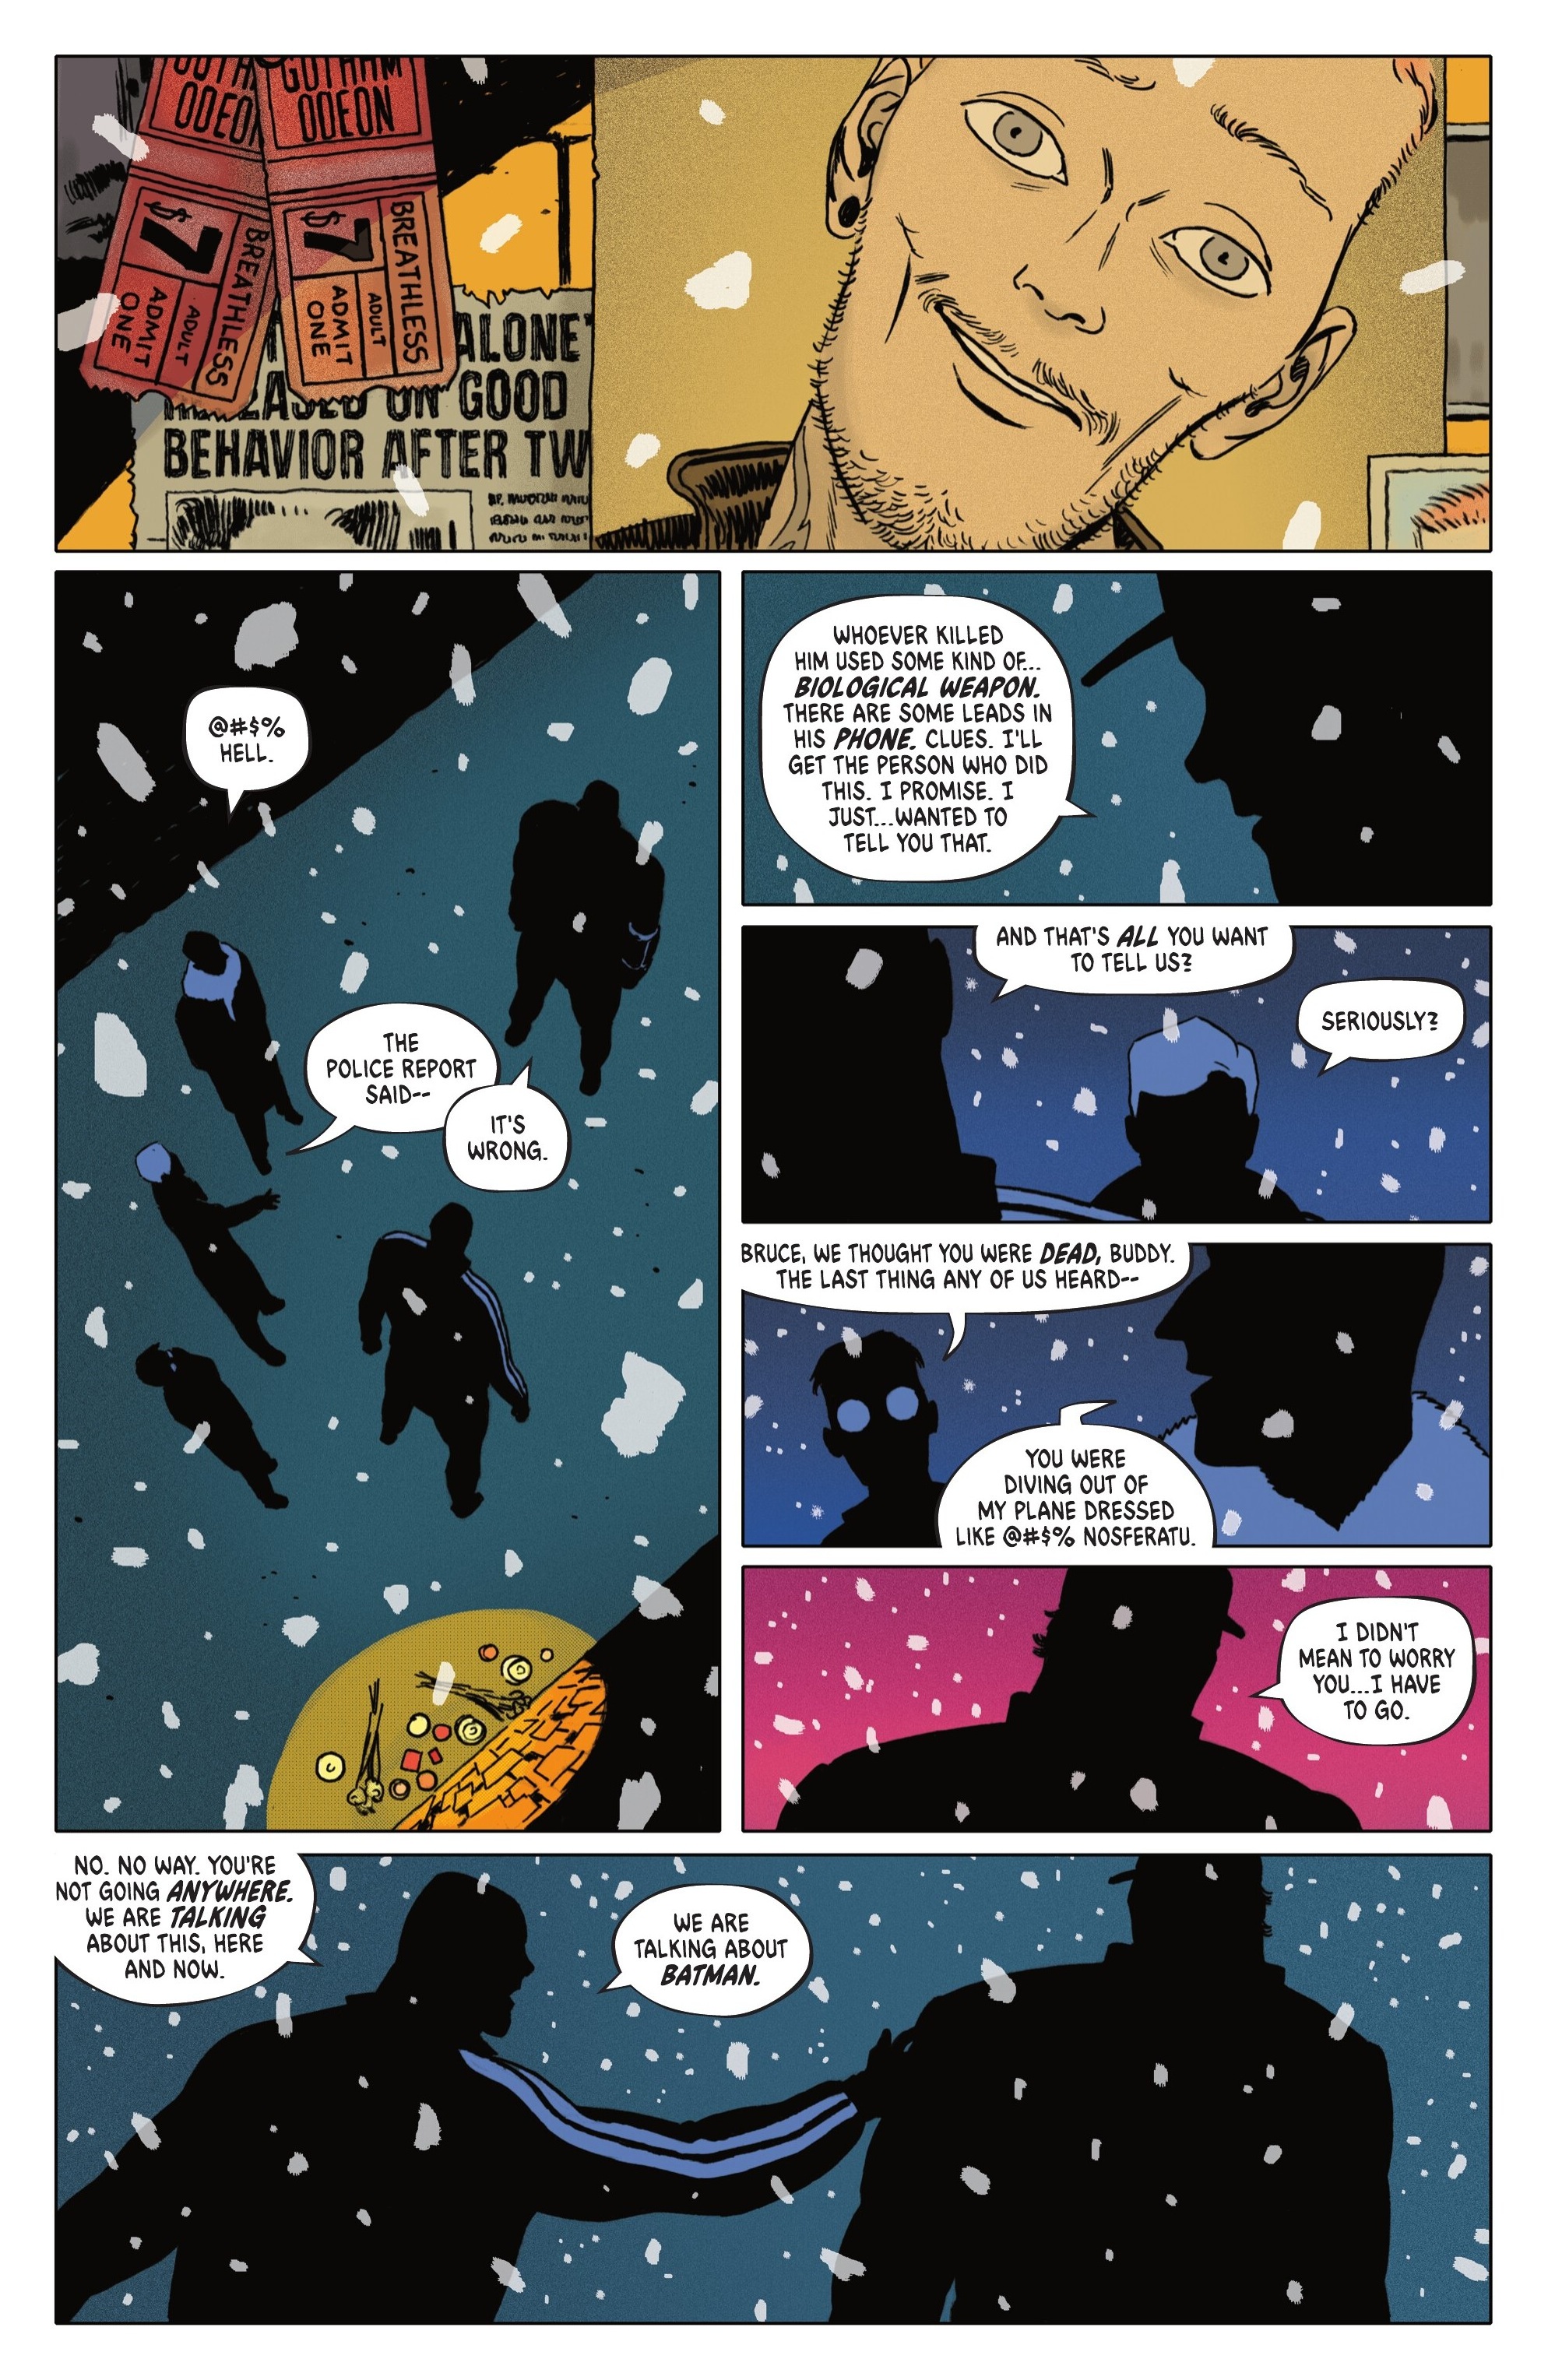 GOTHAM
ODEON
GOTHAM
ODEON
$7
BREATHLESS
ADULT
ADMIT
ONE
$7
BREATHLESS
ADULT
ADMIT
ONE
ALONE
ON GOOD
BEHAVIOR AFTER TW
@#$%
HELL.
THE
POLICE REPORT
SAID--
IT'S
WRONG.
WHOEVER KILLED
HIM USED SOME KIND OF...
BIOLOGICAL WEAPON.
THERE ARE SOME LEADS IN
HIS PHONE. CLUES. I'LL
GET THE PERSON WHO DID
THIS. I PROMISE. I
JUST...WANTED TO
TELL YOU THAT.
AND THAT'S ALL YOU WANT
TO TELL US?
SERIOUSLY?
BRUCE, WE THOUGHT YOU WERE DEAD, BUDDY.
THE LAST THING ANY OF US HEARD--
YOU WERE
DIVING OUT OF
MY PLANE DRESSED
LIKE @#$% NOSFERATU.
I DIDN'T
MEAN TO WORRY
YOU...I HAVE
TO GO.
NO. NO WAY. YOU'RE
NOT GOING ANYWHERE.
WE ARE TALKING
ABOUT THIS, HERE
AND NOW.
WE ARE
TALKING ABOUT
BATMAN.